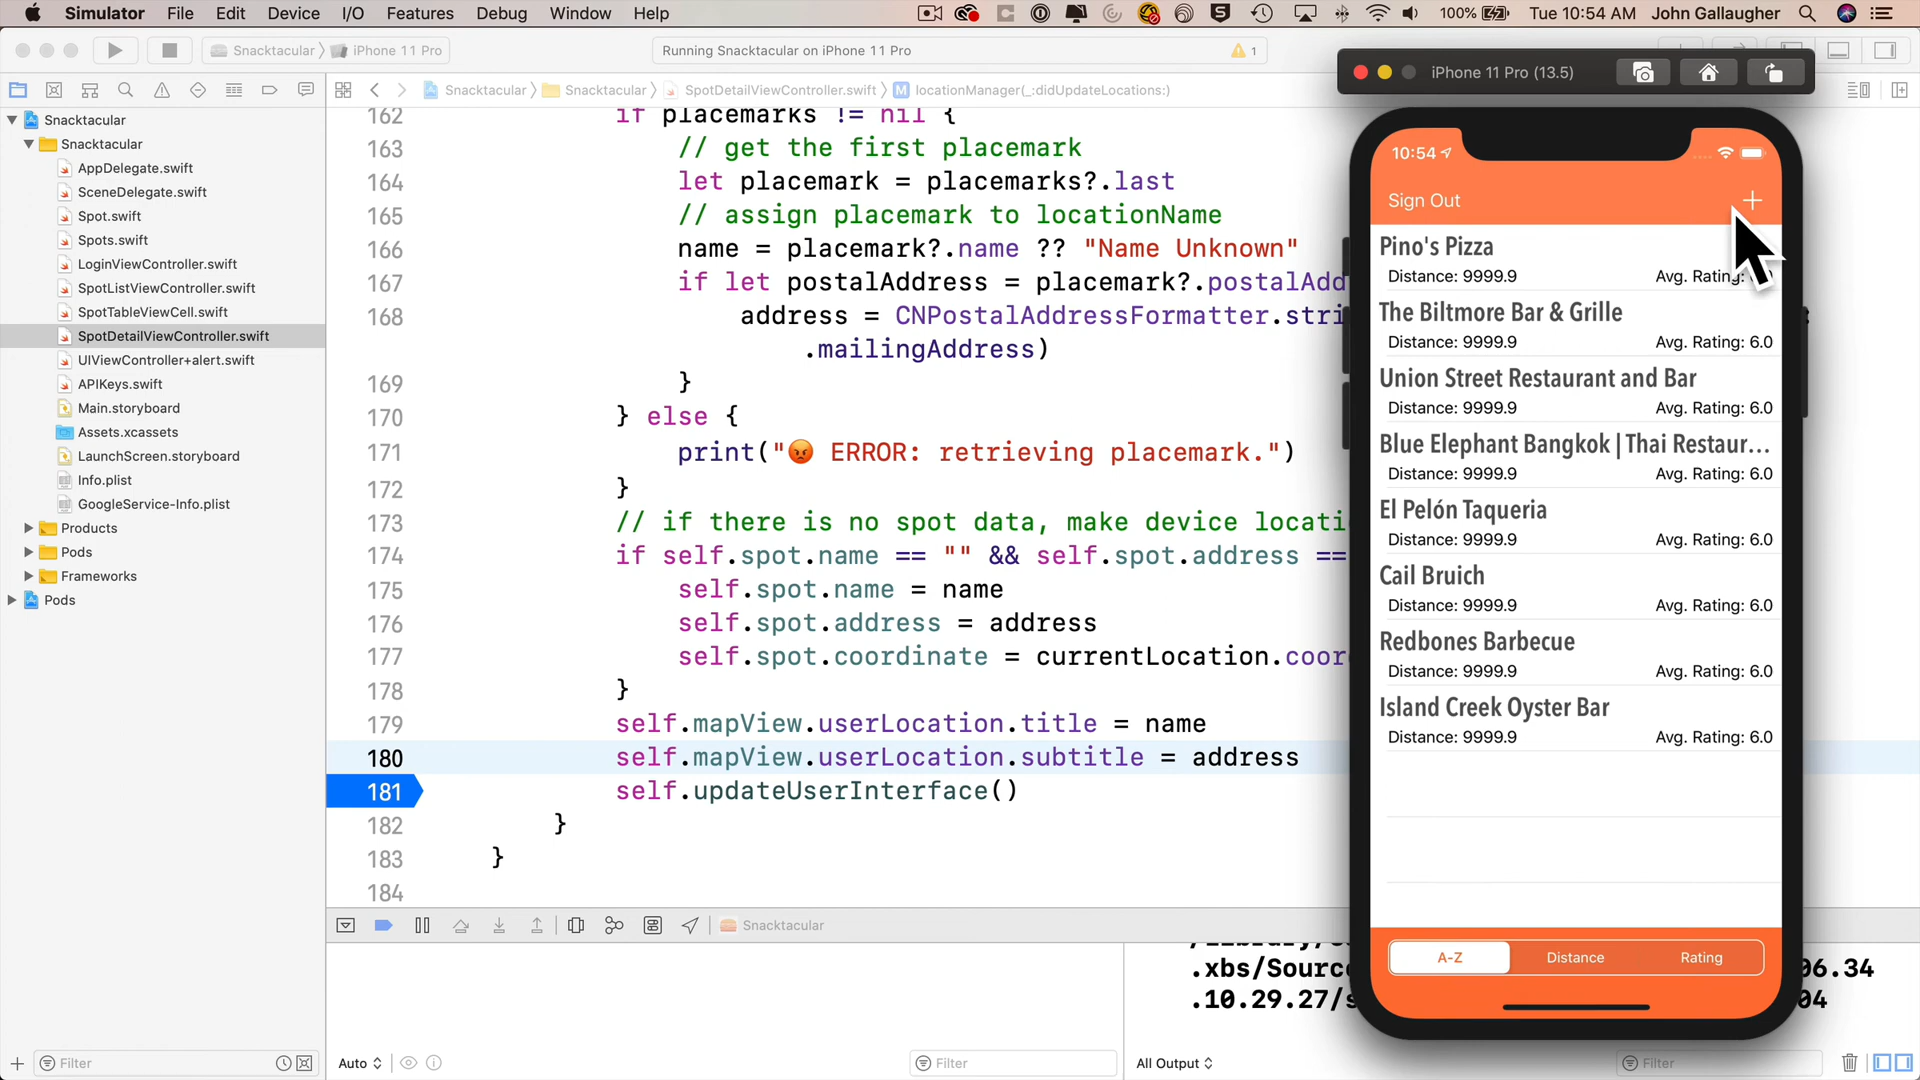 Simulator File Edit View Device I/O Features Debug Window Help
100% Tue 10:54 AM John Gallaugher
Snacktacular iPhone 11 Pro
Running Snacktacular on iPhone 11 Pro
1
Snacktacular Snacktacular SpotDetailViewController.swift locationManager(_:didUpdateLocations:)
Snacktacular
Snacktacular
AppDelegate.swift
SceneDelegate.swift
Spot.swift
Spots.swift
LoginViewController.swift
SpotListViewController.swift
SpotTableViewCell.swift
SpotDetailViewController.swift
UIViewController+alert.swift
APIKeys.swift
Main.storyboard
Assets.xcassets
LaunchScreen.storyboard
Info.plist
GoogleService-Info.plist
Products
Pods
Frameworks
Pods
Filter
162 if placemarks != nil {
163 // get the first placemark
164 let placemark = placemarks?.last
165 // assign placemark to locationName
166 name = placemark?.name ?? "Name Unknown"
167 if let postalAddress = placemark?.postalAdd
168 address = CNPostalAddressFormatter.stri
.mailingAddress)
169 }
170 } else {
171 print("😡 ERROR: retrieving placemark.")
172 }
173 // if there is no spot data, make device locati
174 if self.spot.name == "" && self.spot.address ==
175 self.spot.name = name
176 self.spot.address = address
177 self.spot.coordinate = currentLocation.coor
178 }
179 self.mapView.userLocation.title = name
180 self.mapView.userLocation.subtitle = address
181 self.updateUserInterface()
182 }
183 }
184
Snacktacular
.xbs/Sourc 06.34
.10.29.27/s 04
Auto
Filter
All Output
Filter
iPhone 11 Pro (13.5)
10:54
Sign Out
Pino's Pizza
Distance: 9999.9 Avg. Rating:
The Biltmore Bar & Grille
Distance: 9999.9 Avg. Rating: 6.0
Union Street Restaurant and Bar
Distance: 9999.9 Avg. Rating: 6.0
Blue Elephant Bangkok | Thai Restaur...
Distance: 9999.9 Avg. Rating: 6.0
El Pelón Taqueria
Distance: 9999.9 Avg. Rating: 6.0
Cail Bruich
Distance: 9999.9 Avg. Rating: 6.0
Redbones Barbecue
Distance: 9999.9 Avg. Rating: 6.0
Island Creek Oyster Bar
Distance: 9999.9 Avg. Rating: 6.0
A-Z Distance Rating